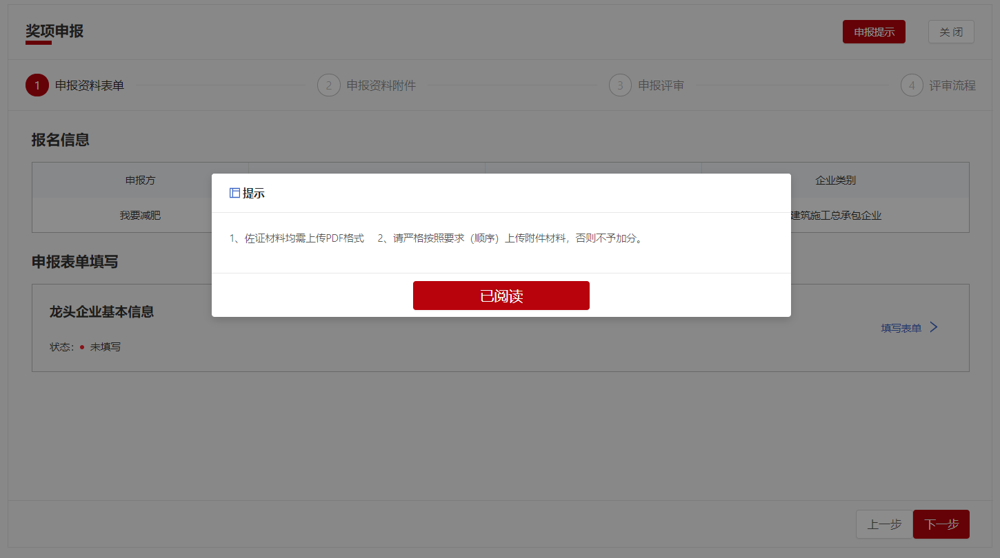 奖项申报
申报提示
关 闭
1 申报资料表单
2 申报资料附件
3 申报评审
4 评审流程
报名信息
申报方
企业类别
我要减肥
建筑施工总承包企业
提示
1、佐证材料均需上传PDF格式 2、请严格按照要求（顺序）上传附件材料，否则不予加分。
已阅读
申报表单填写
龙头企业基本信息
状态：• 未填写
填写表单
上一步
下一步